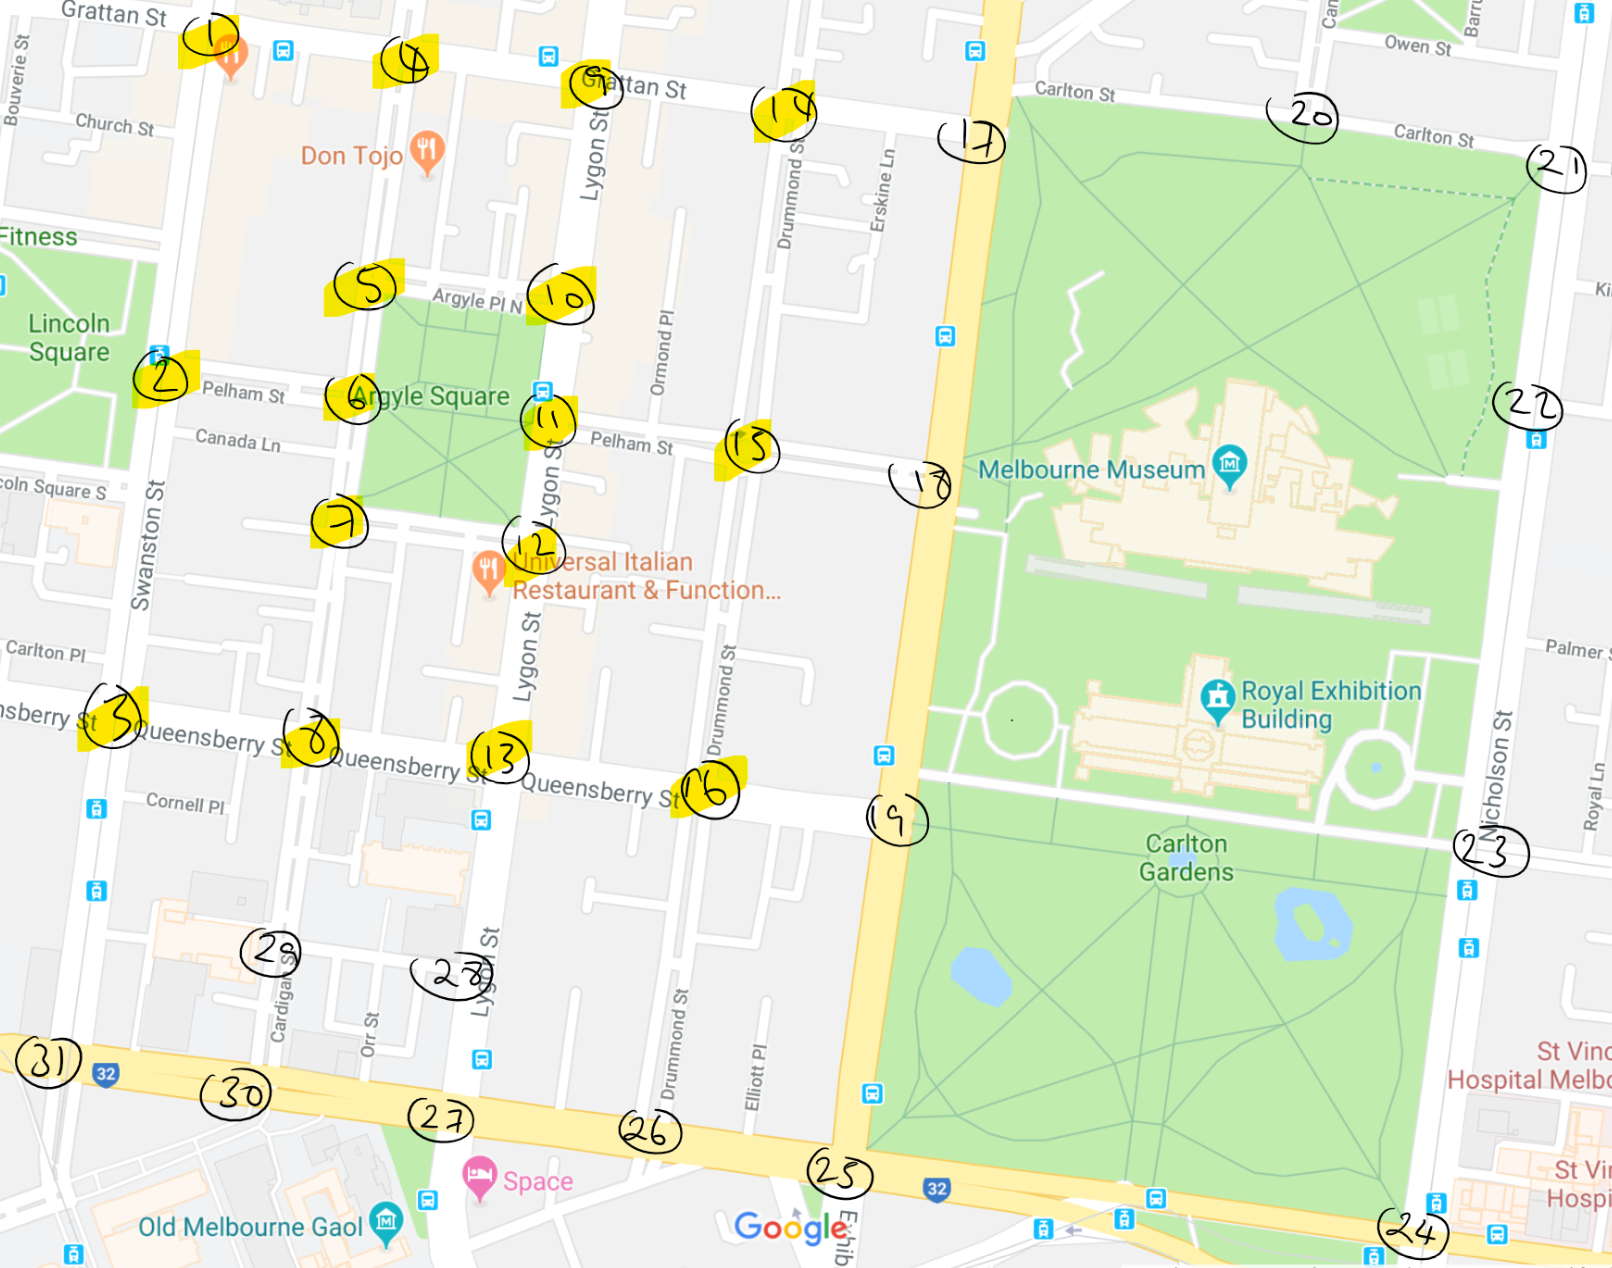 Grattan St
1
4
9
Grattan St
14
17
Carlton St
20
Carlton St
21
Owen St
Bouverie St
Church St
Don Tojo
Lygon St
Drummond St
Erskine Ln
Fitness
5
Argyle Pl N
10
Lincoln
Square
2
Pelham St
6
Argyle Square
11
Ormond Pl
Canada Ln
Pelham St
15
18
Melbourne Museum
22
Swanston St
7
Lygon St
12
Universal Italian
Restaurant & Function...
Carlton Pl
Lygon St
Drummond St
Palmer S
Royal Exhibition
Building
3
nsberry St
Queensberry St
8
Queensberry St
13
Queensberry St
16
19
Cornell Pl
Carlton
Gardens
Nicholson St
23
Royal Ln
29
28
Lygon St
Cardigan St
Orr St
Drummond St
Elliott Pl
31
32
30
27
26
25
32
24
St Vinc
Hospital Melbo
St Vin
Hospi
Space
Old Melbourne Gaol
Google
Exhib